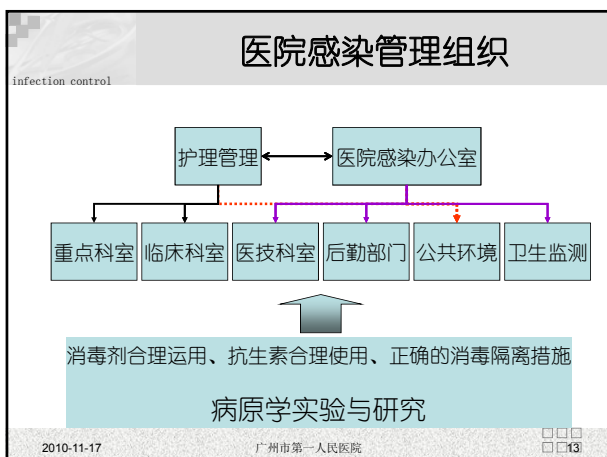 医院感染管理组织
infection control
护理管理
医院感染办公室
重点科室
临床科室
医技科室
后勤部门
公共环境
卫生监测
消毒剂合理运用、抗生素合理使用、正确的消毒隔离措施
病原学实验与研究
2010-11-17
广州市第一人民医院
13